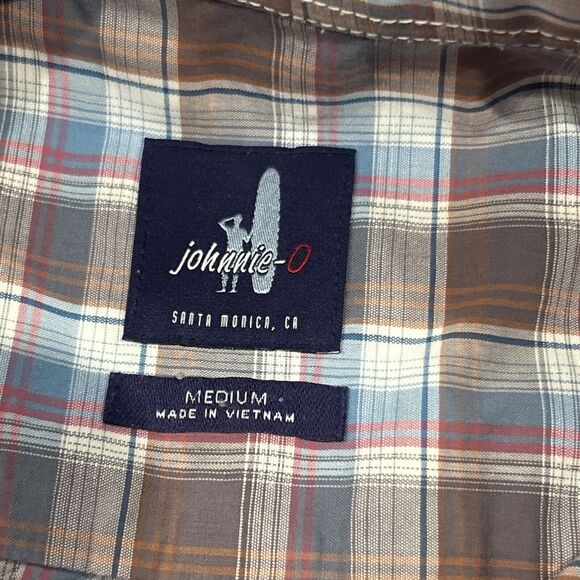 johnnie-O
SANTA MONICA, CA
MEDIUM
MADE IN VIETNAM